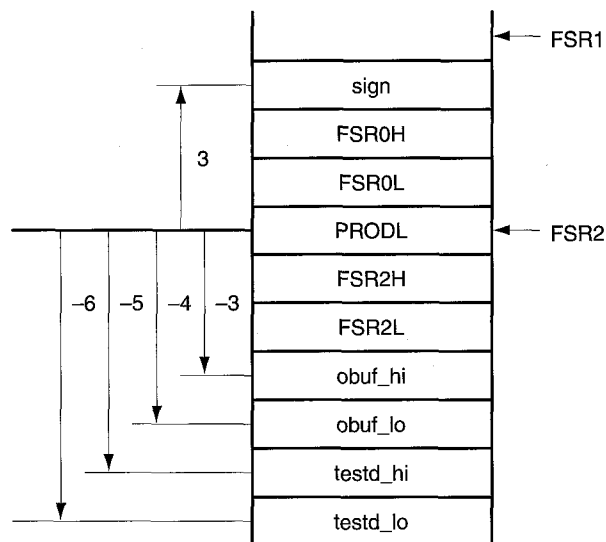 FSR1
sign
FSR0H
3
FSR0L
PRODL
FSR2
–6
–5
–4
–3
FSR2H
FSR2L
obuf_hi
obuf_lo
testd_hi
testd_lo